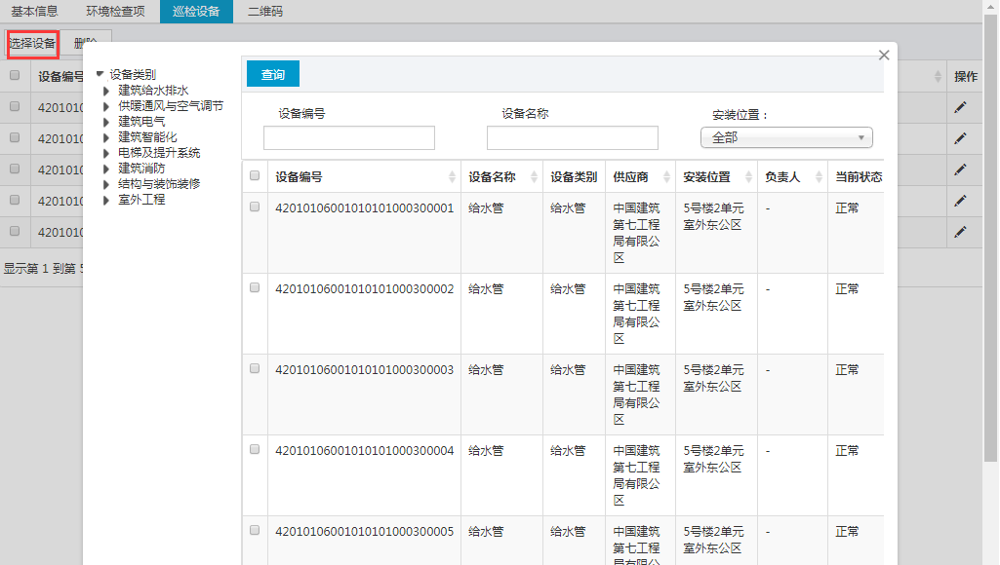 基本信息 环境检查项 巡检设备 二维码
选择设备
设备编号 操作
4201010
4201010
4201010
4201010
4201010
显示第 1 到第 5
设备类别
建筑给水排水
供暖通风与空气调节
建筑电气
建筑智能化
电梯及提升系统
建筑消防
结构与装饰装修
室外工程
查询
设备编号 设备名称 安装位置：
全部
设备编号 设备名称 设备类别 供应商 安装位置 负责人 当前状态
42010106001010101000300001 给水管 给水管 中国建筑 5号楼2单元 - 正常
第七工程 室外东公区
局有限公
区
42010106001010101000300002 给水管 给水管 中国建筑 5号楼2单元 - 正常
第七工程 室外东公区
局有限公
区
42010106001010101000300003 给水管 给水管 中国建筑 5号楼2单元 - 正常
第七工程 室外东公区
局有限公
区
42010106001010101000300004 给水管 给水管 中国建筑 5号楼2单元 - 正常
第七工程 室外东公区
局有限公
区
42010106001010101000300005 给水管 给水管 中国建筑 5号楼2单元 - 正常
第七工程 室外东公区
局有限公